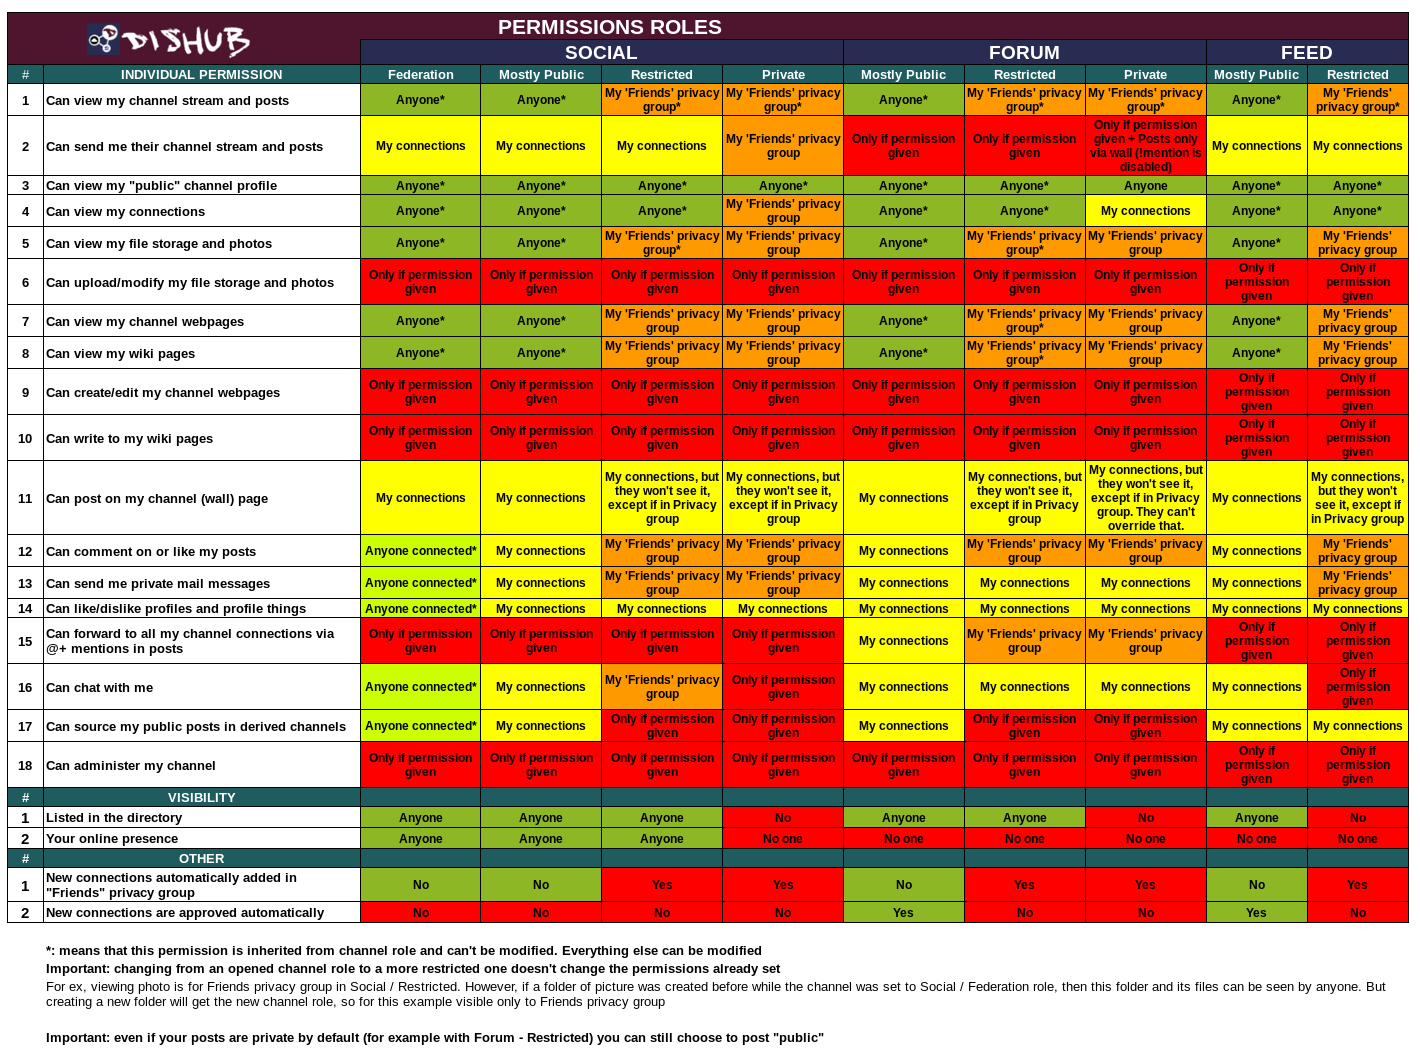 DISHUB
PERMISSIONS ROLES
SOCIAL FORUM FEED
# INDIVIDUAL PERMISSION Federation Mostly Public Restricted Private Mostly Public Restricted Private Mostly Public Restricted
1 Can view my channel stream and posts Anyone* Anyone* My 'Friends' privacy group* My 'Friends' privacy group* Anyone* My 'Friends' privacy group* My 'Friends' privacy group* Anyone* My 'Friends' privacy group*
2 Can send me their channel stream and posts My connections My connections My connections My 'Friends' privacy group Only if permission given Only if permission given Only if permission given + Posts only via wall (!mention is disabled) My connections My connections
3 Can view my "public" channel profile Anyone* Anyone* Anyone* Anyone* Anyone* Anyone* Anyone Anyone* Anyone*
4 Can view my connections Anyone* Anyone* Anyone* My 'Friends' privacy group Anyone* Anyone* My connections Anyone* Anyone*
5 Can view my file storage and photos Anyone* Anyone* My 'Friends' privacy group* My 'Friends' privacy group Anyone* My 'Friends' privacy group* My 'Friends' privacy group Anyone* My 'Friends' privacy group
6 Can upload/modify my file storage and photos Only if permission given Only if permission given Only if permission given Only if permission given Only if permission given Only if permission given Only if permission given Only if permission given Only if permission given
7 Can view my channel webpages Anyone* Anyone* My 'Friends' privacy group My 'Friends' privacy group Anyone* My 'Friends' privacy group* My 'Friends' privacy group Anyone* My 'Friends' privacy group
8 Can view my wiki pages Anyone* Anyone* My 'Friends' privacy group My 'Friends' privacy group Anyone* My 'Friends' privacy group* My 'Friends' privacy group Anyone* My 'Friends' privacy group
9 Can create/edit my channel webpages Only if permission given Only if permission given Only if permission given Only if permission given Only if permission given Only if permission given Only if permission given Only if permission given Only if permission given
10 Can write to my wiki pages Only if permission given Only if permission given Only if permission given Only if permission given Only if permission given Only if permission given Only if permission given Only if permission given Only if permission given
11 Can post on my channel (wall) page My connections My connections My connections, but they won't see it, except if in Privacy group My connections, but they won't see it, except if in Privacy group My connections My connections, but they won't see it, except if in Privacy group My connections, but they won't see it, except if in Privacy group. They can't override that. My connections My connections, but they won't see it, except if in Privacy group
12 Can comment on or like my posts Anyone connected* My connections My 'Friends' privacy group My 'Friends' privacy group My connections My 'Friends' privacy group My 'Friends' privacy group My connections My 'Friends' privacy group
13 Can send me private mail messages Anyone connected* My connections My 'Friends' privacy group My 'Friends' privacy group My connections My connections My connections My connections My 'Friends' privacy group
14 Can like/dislike profiles and profile things Anyone connected* My connections My connections My connections My connections My connections My connections My connections My connections
15 Can forward to all my channel connections via @+ mentions in posts Only if permission given Only if permission given Only if permission given Only if permission given My connections My 'Friends' privacy group My 'Friends' privacy group Only if permission given Only if permission given
16 Can chat with me Anyone connected* My connections My 'Friends' privacy group Only if permission given My connections My connections My connections My connections Only if permission given
17 Can source my public posts in derived channels Anyone connected* My connections Only if permission given Only if permission given My connections Only if permission given Only if permission given My connections My connections
18 Can administer my channel Only if permission given Only if permission given Only if permission given Only if permission given Only if permission given Only if permission given Only if permission given Only if permission given Only if permission given
# VISIBILITY
1 Listed in the directory Anyone Anyone Anyone No Anyone Anyone No Anyone No
2 Your online presence Anyone Anyone Anyone No one No one No one No one No one No one
# OTHER
1 New connections automatically added in "Friends" privacy group No No Yes Yes No Yes Yes No Yes
2 New connections are approved automatically No No No No Yes No No Yes No
*: means that this permission is inherited from channel role and can't be modified. Everything else can be modified
Important: changing from an opened channel role to a more restricted one doesn't change the permissions already set
For ex, viewing photo is for Friends privacy group in Social / Restricted. However, if a folder of picture was created before while the channel was set to Social / Federation role, then this folder and its files can be seen by anyone. But
creating a new folder will get the new channel role, so for this example visible only to Friends privacy group
Important: even if your posts are private by default (for example with Forum - Restricted) you can still choose to post "public"